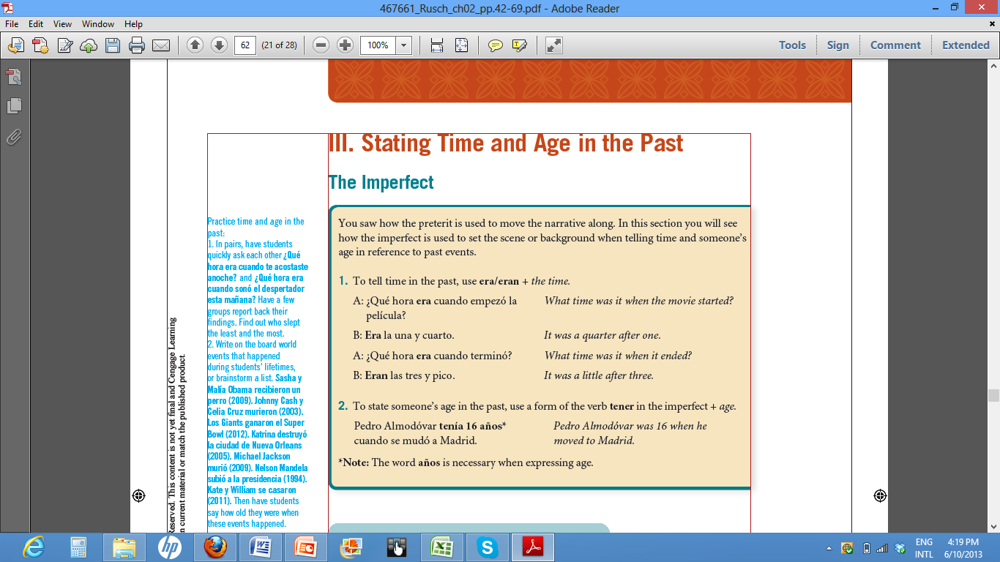 467661_Rusch_ch02_pp.42-69.pdf - Adobe Reader
File Edit View Window Help
62 (21 of 28) 100% Tools Sign Comment Extended
III. Stating Time and Age in the Past
The Imperfect
You saw how the preterit is used to move the narrative along. In this section you will see
how the imperfect is used to set the scene or background when telling time and someone’s
age in reference to past events.
1. To tell time in the past, use era/eran + the time.
A: ¿Qué hora era cuando empezó la What time was it when the movie started?
película?
B: Era la una y cuarto. It was a quarter after one.
A: ¿Qué hora era cuando terminó? What time was it when it ended?
B: Eran las tres y pico. It was a little after three.
2. To state someone’s age in the past, use a form of the verb tener in the imperfect + age.
Pedro Almodóvar tenía 16 años* Pedro Almodóvar was 16 when he
cuando se mudó a Madrid. moved to Madrid.
*Note: The word años is necessary when expressing age.
Practice time and age in the
past:
1. In pairs, have students
quickly ask each other ¿Qué
hora era cuando te acostaste
anoche? and ¿Qué hora era
cuando sonó el despertador
esta mañana? Have a few
groups report back their
findings. Find out who slept
the least and the most.
2. Write on the board world
events that happened
during students’ lifetimes,
or brainstorm a list. Sasha y
Malía Obama recibieron un
perro (2009). Johnny Cash y
Celia Cruz murieron (2003).
Los Giants ganaron el Super
Bowl (2012). Katrina destruyó
la ciudad de Nueva Orleans
(2005). Michael Jackson
murió (2009). Nelson Mandela
subió a la presidencia (1994).
Kate y William se casaron
(2011). Then have students
say how old they were when
these events happened.
Reserved. This content is not yet final and Cengage Learning
n current material or match the published product.
hp
ENG 4:19 PM
INTL 6/10/2013